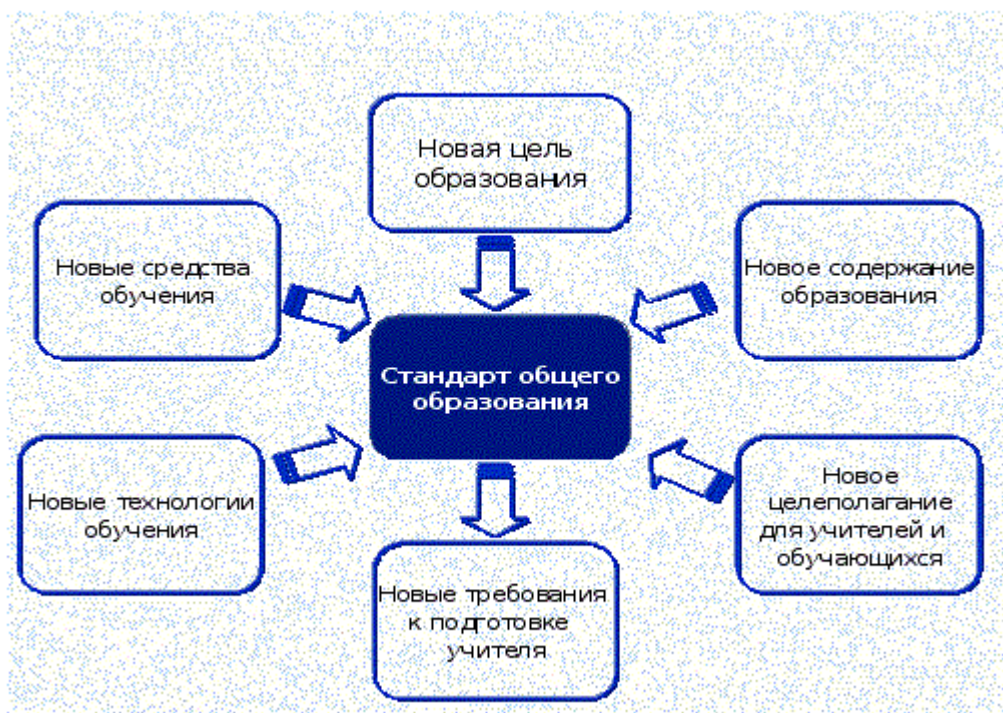 Новая цель
образования
Новые средства
обучения
Новое содержание
образования
Стандарт общего
образования
Новые технологии
обучения
Новое
целеполагание
для учителей и
обучающихся
Новые требования
к подготовке
учителя